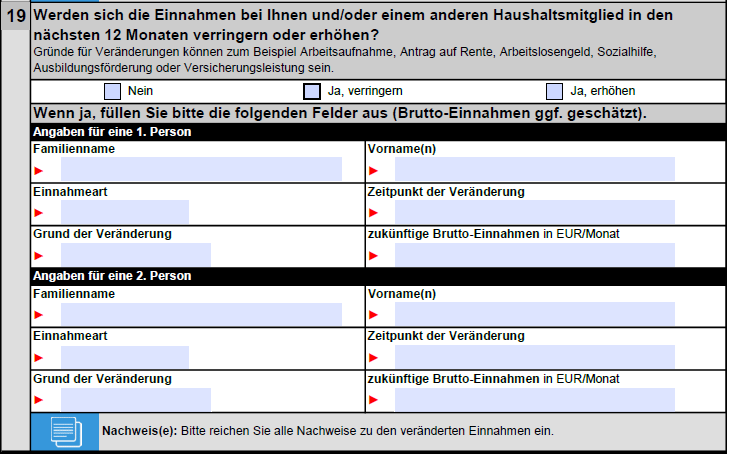 19 Werden sich die Einnahmen bei Ihnen und/oder einem anderen Haushaltsmitglied in den
nächsten 12 Monaten verringern oder erhöhen?
Gründe für Veränderungen können zum Beispiel Arbeitsaufnahme, Antrag auf Rente, Arbeitslosengeld, Sozialhilfe,
Ausbildungsförderung oder Versicherungsleistung sein.
Nein Ja, verringern Ja, erhöhen
Wenn ja, füllen Sie bitte die folgenden Felder aus (Brutto-Einnahmen ggf. geschätzt).
Angaben für eine 1. Person
Familienname Vorname(n)
Einnahmeart Zeitpunkt der Veränderung
Grund der Veränderung zukünftige Brutto-Einnahmen in EUR/Monat
Angaben für eine 2. Person
Familienname Vorname(n)
Einnahmeart Zeitpunkt der Veränderung
Grund der Veränderung zukünftige Brutto-Einnahmen in EUR/Monat
Nachweis(e): Bitte reichen Sie alle Nachweise zu den veränderten Einnahmen ein.